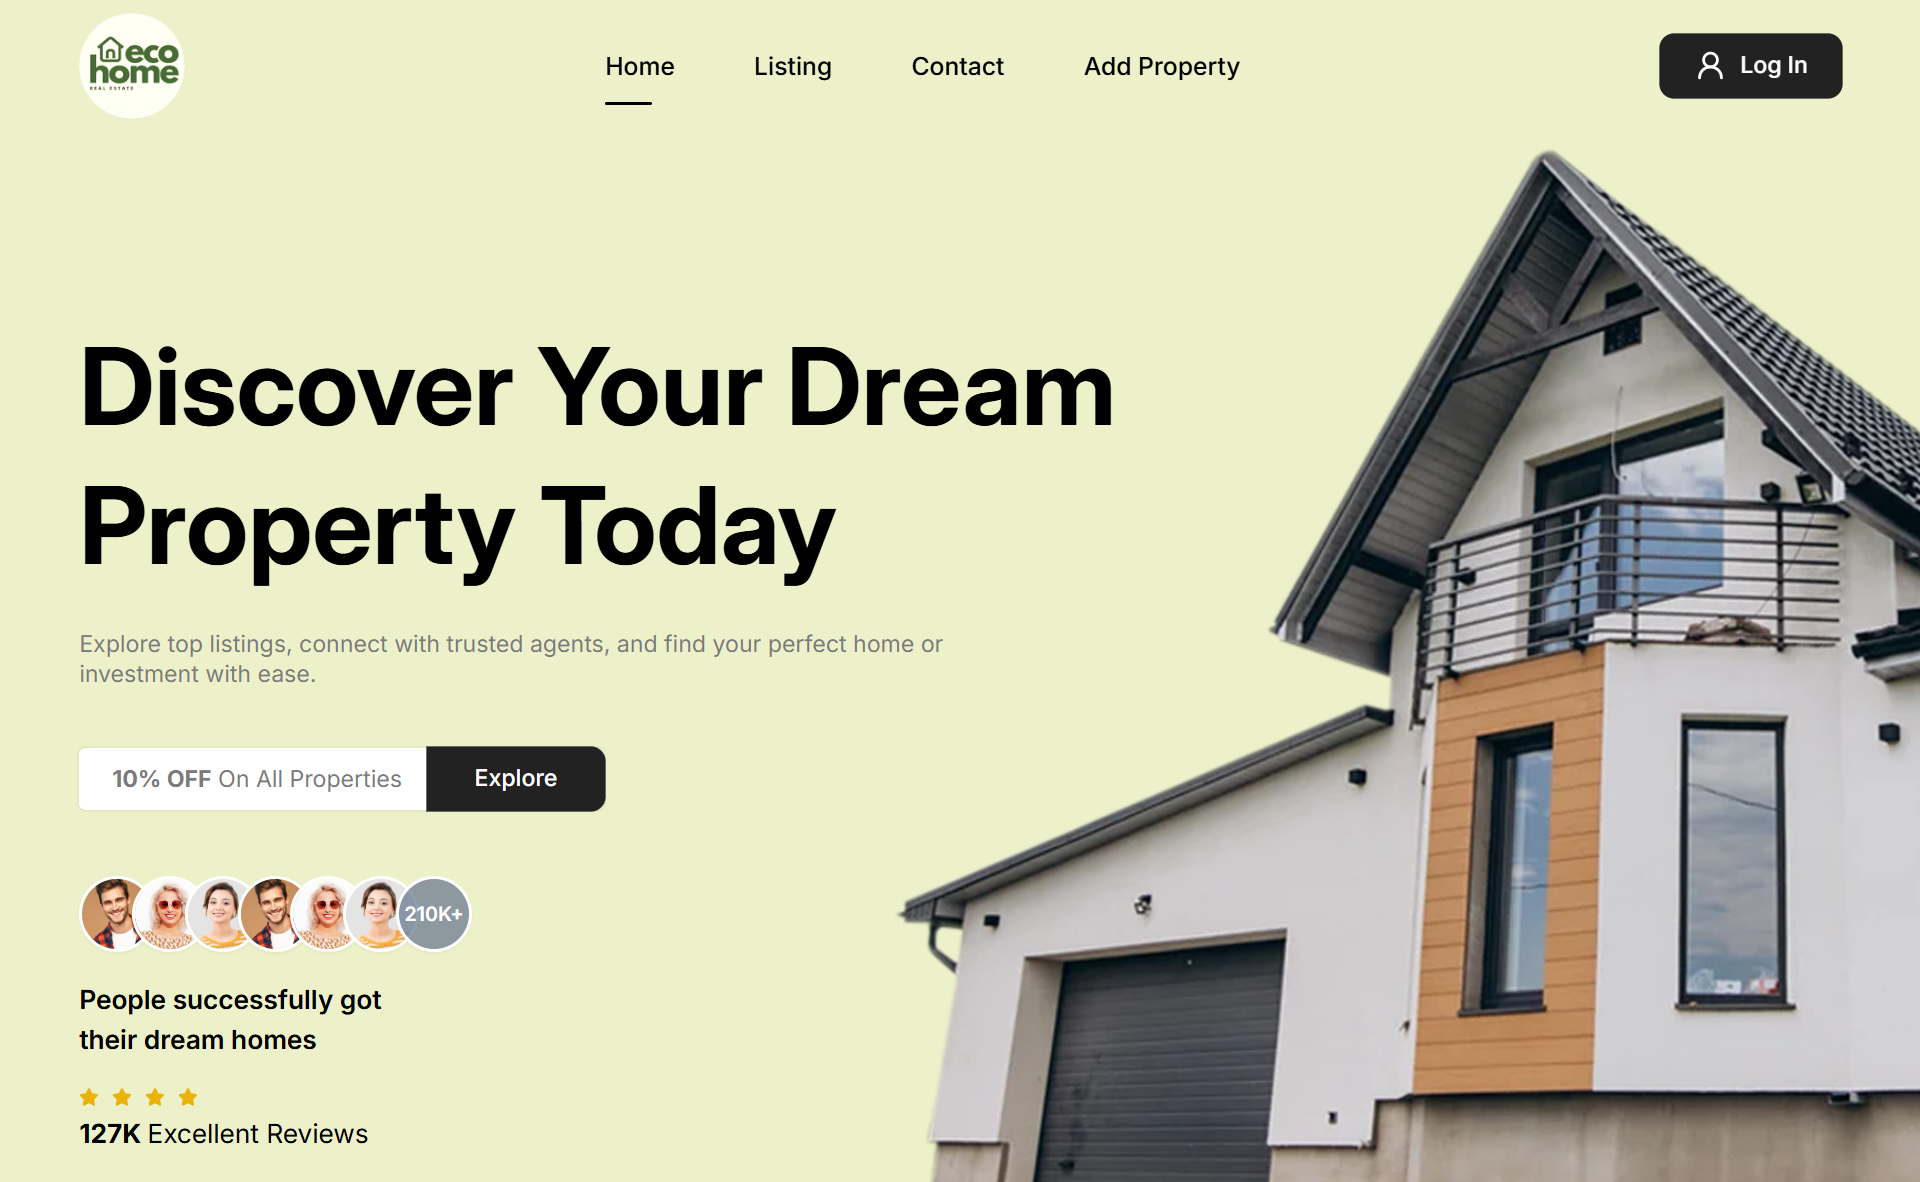 eco
home
REAL ESTATE
Home
Listing
Contact
Add Property
Log In
Discover Your Dream
Property Today
Explore top listings, connect with trusted agents, and find your perfect home or
investment with ease.
10% OFF On All Properties
Explore
210K+
People successfully got
their dream homes
127K Excellent Reviews